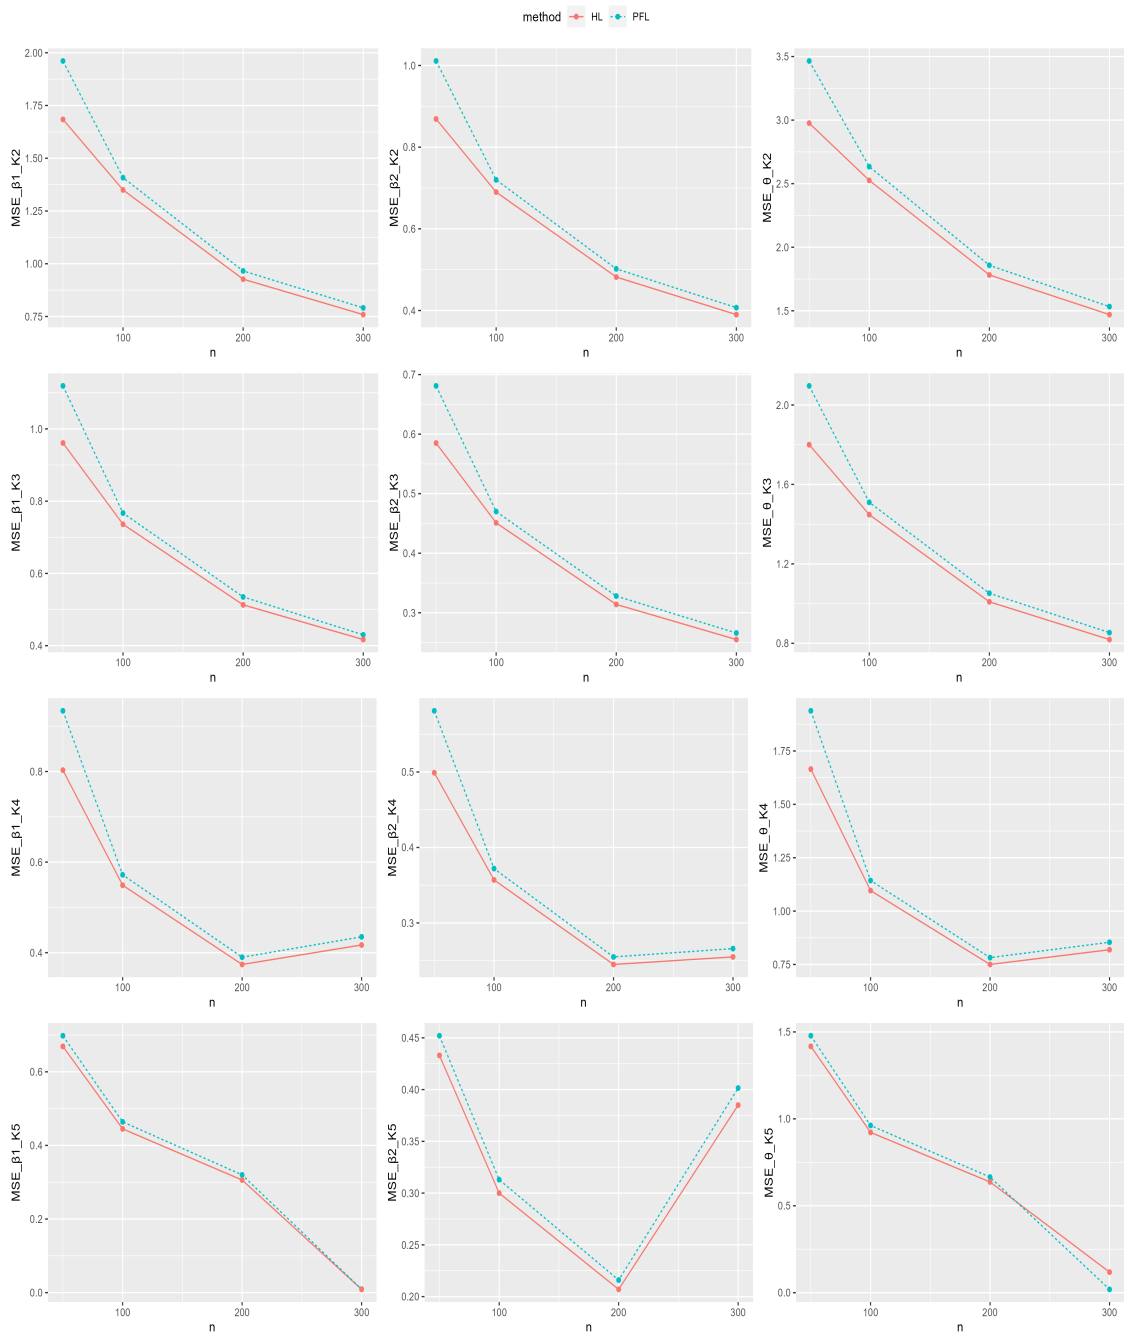 method HL PFL
MSE_β1_K2
2.00
1.75
1.50
1.25
1.00
0.75
100 200 300
n
MSE_β2_K2
1.0
0.8
0.6
0.4
100 200 300
n
MSE_θ_K2
3.5
3.0
2.5
2.0
1.5
100 200 300
n
MSE_β1_K3
1.0
0.8
0.6
0.4
100 200 300
n
MSE_β2_K3
0.7
0.6
0.5
0.4
0.3
100 200 300
n
MSE_θ_K3
2.0
1.6
1.2
0.8
100 200 300
n
MSE_β1_K4
0.8
0.6
0.4
100 200 300
n
MSE_β2_K4
0.5
0.4
0.3
100 200 300
n
MSE_θ_K4
1.75
1.50
1.25
1.00
0.75
100 200 300
n
MSE_β1_K5
0.6
0.4
0.2
0.0
100 200 300
n
MSE_β2_K5
0.45
0.40
0.35
0.30
0.25
0.20
100 200 300
n
MSE_θ_K5
1.5
1.0
0.5
0.0
100 200 300
n